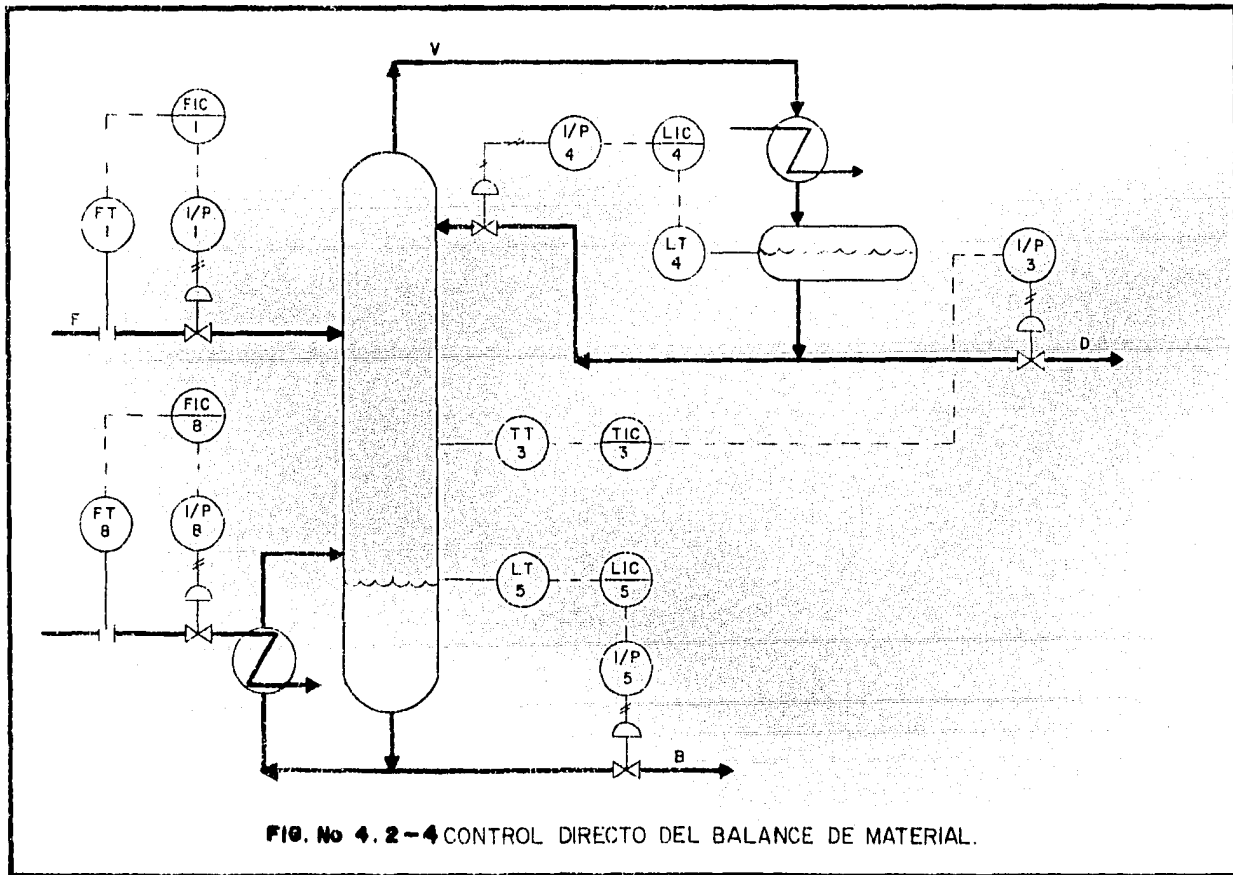 V
FIC
1
I/P
4
LIC
4
FT
1
I/P
1
LT
4
I/P
3
F
D
FIC
8
TT
3
TIC
3
FT
8
I/P
8
LT
5
LIC
5
I/P
5
B
FIG. No 4.2-4 CONTROL DIRECTO DEL BALANCE DE MATERIAL.